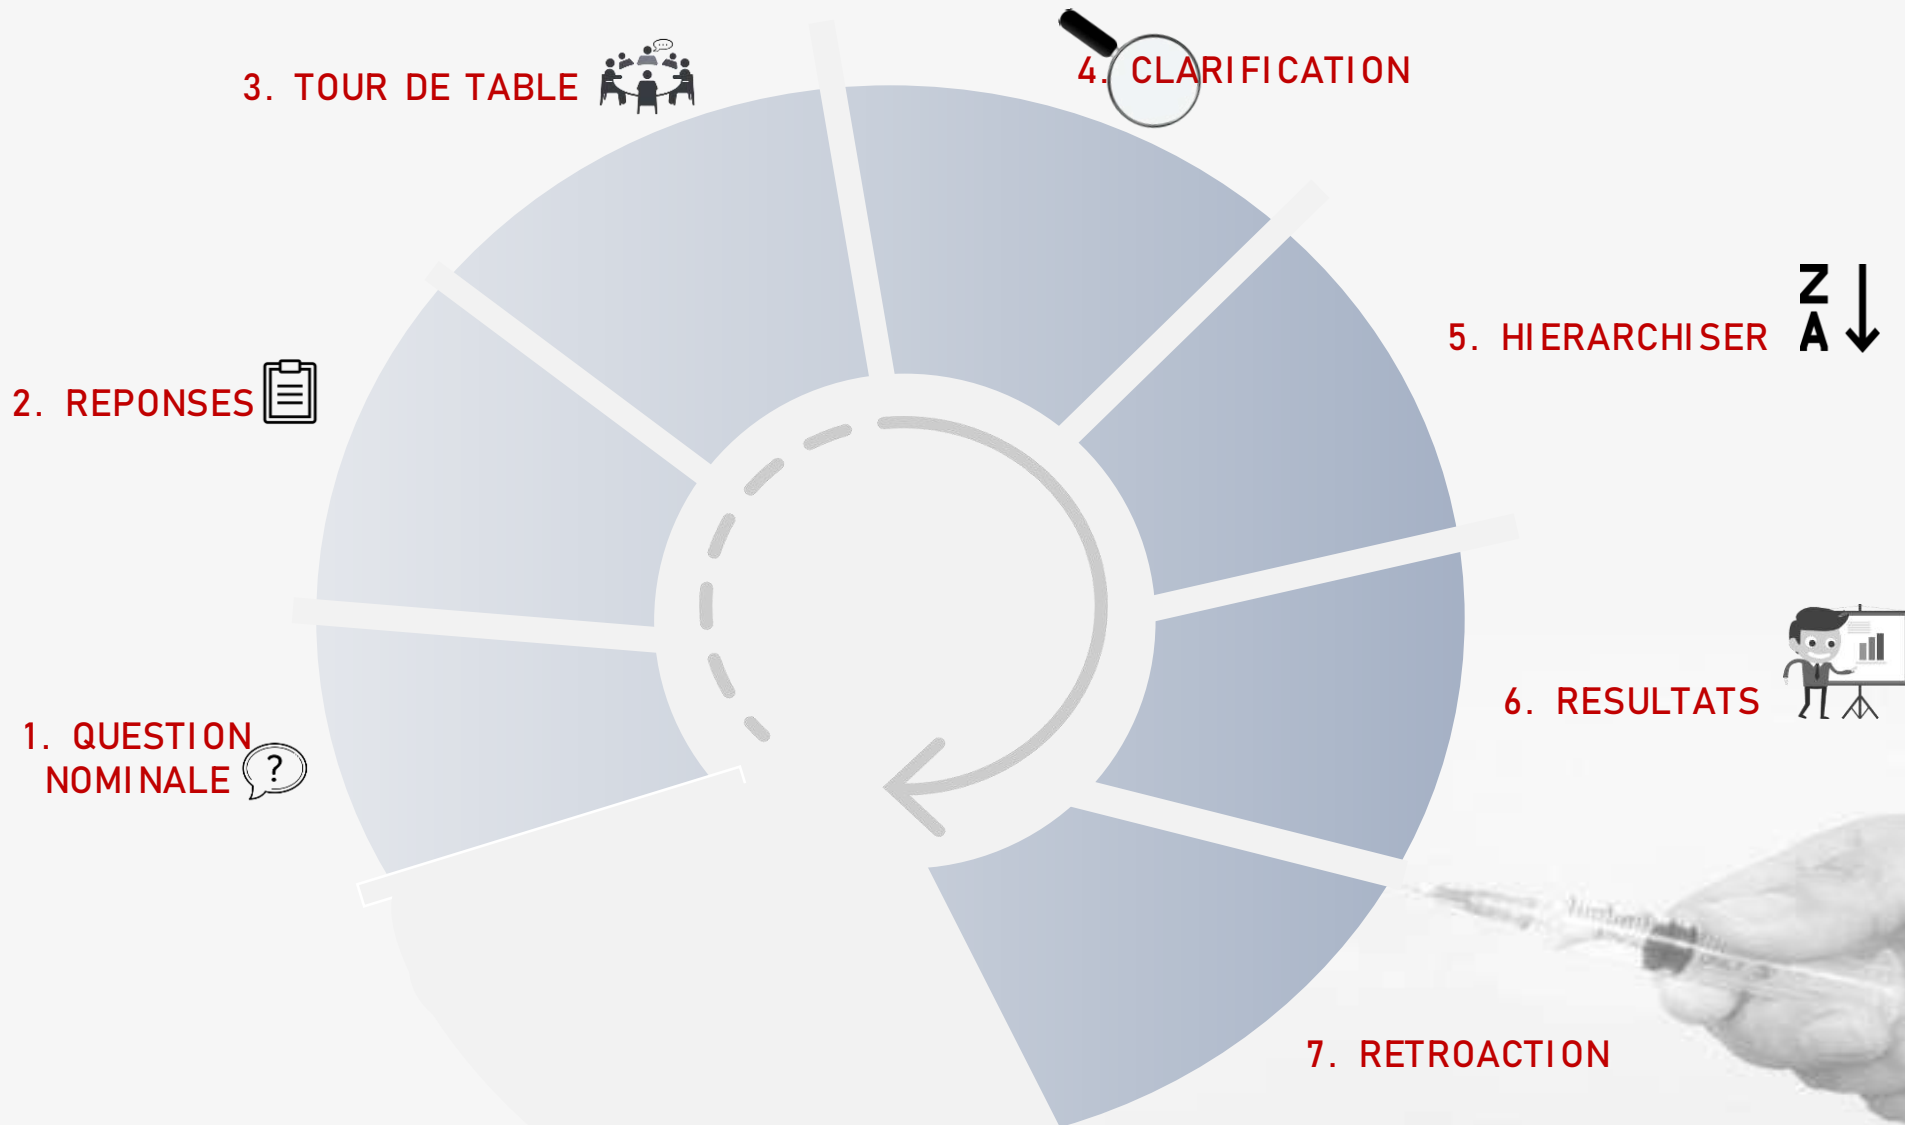 3. TOUR DE TABLE
4. CLARIFICATION
Z
A
5. HIERARCHISER
2. REPONSES
6. RESULTATS
1. QUESTION
NOMINALE
?
7. RETROACTION